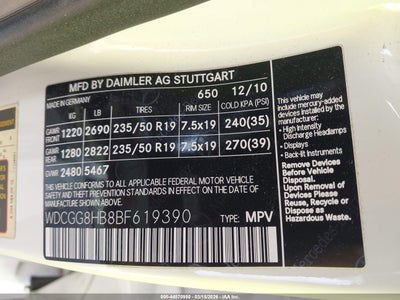 MFD BY DAIMLER AG STUTTGART
650 12/10
KG LB TIRES RIM SIZE COLD KPA (PSI)
GAWR FRONT 1220 2690 235/50 R19 7.5x19 240(35)
GAWR REAR 1280 2822 235/50 R19 7.5x19 270(39)
GVWR 2480 5467
THIS VEHICLE CONFORMS TO ALL APPLICABLE
FEDERAL MOTOR VEHICLE
SAFETY AND THEFT PREVENTION STANDARDS
IN EFFECT ON THE DATE OF MANUFACTURE
SHOWN ABOVE.
WDCGG8HB8BF619390 TYPE: MPV
This vehicle may
include mercury-added
devices installed by
the manufacturer:
• High Intensity
Discharge Headlamps
• Displays
• Back-lit Instruments
Remove Devices
Before Vehicle
Disposal.
Upon Removal of
Devices Please
Reuse, Recycle or
Dispose as
Hazardous Waste.